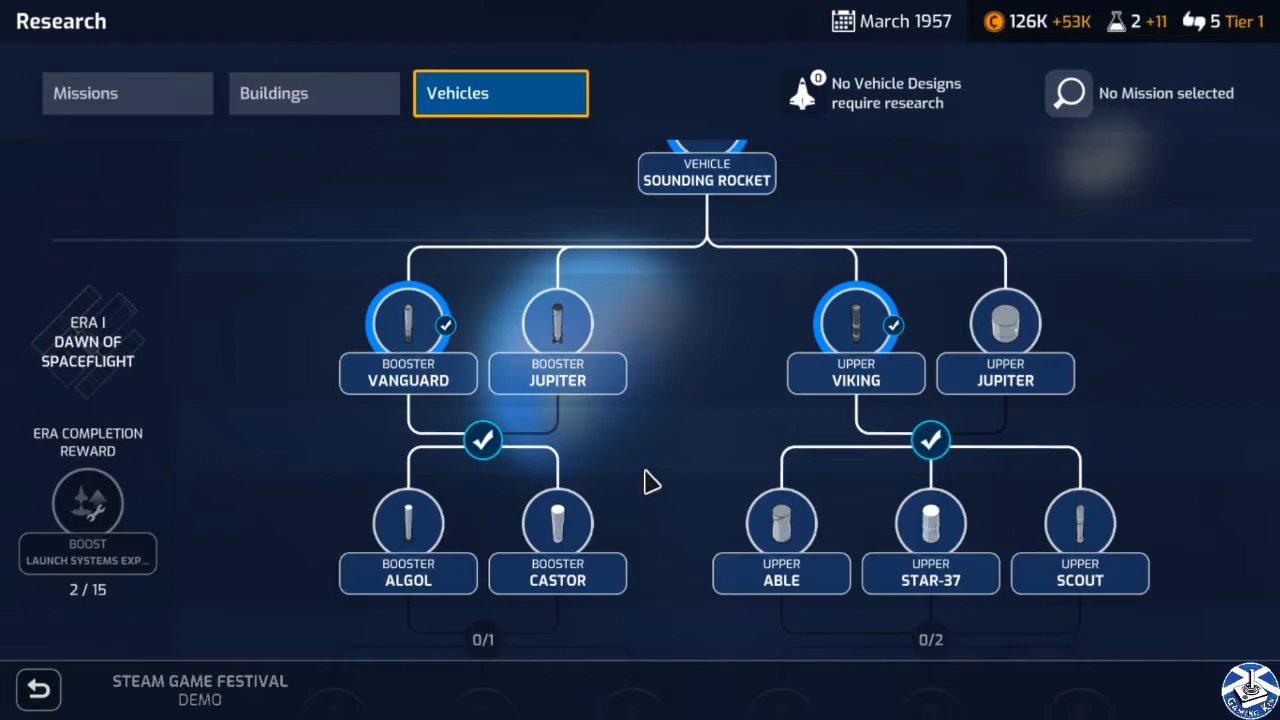 Research
March 1957
126K +53K
2 +11
5 Tier 1
Missions
Buildings
Vehicles
0
No Vehicle Designs
require research
No Mission selected
VEHICLE
SOUNDING ROCKET
ERA I
DAWN OF
SPACEFLIGHT
BOOSTER
VANGUARD
BOOSTER
JUPITER
UPPER
VIKING
UPPER
JUPITER
ERA COMPLETION
REWARD
BOOST
LAUNCH SYSTEMS EXP...
2 / 15
BOOSTER
ALGOL
BOOSTER
CASTOR
UPPER
ABLE
UPPER
STAR-37
UPPER
SCOUT
0/1
0/2
STEAM GAME FESTIVAL
DEMO